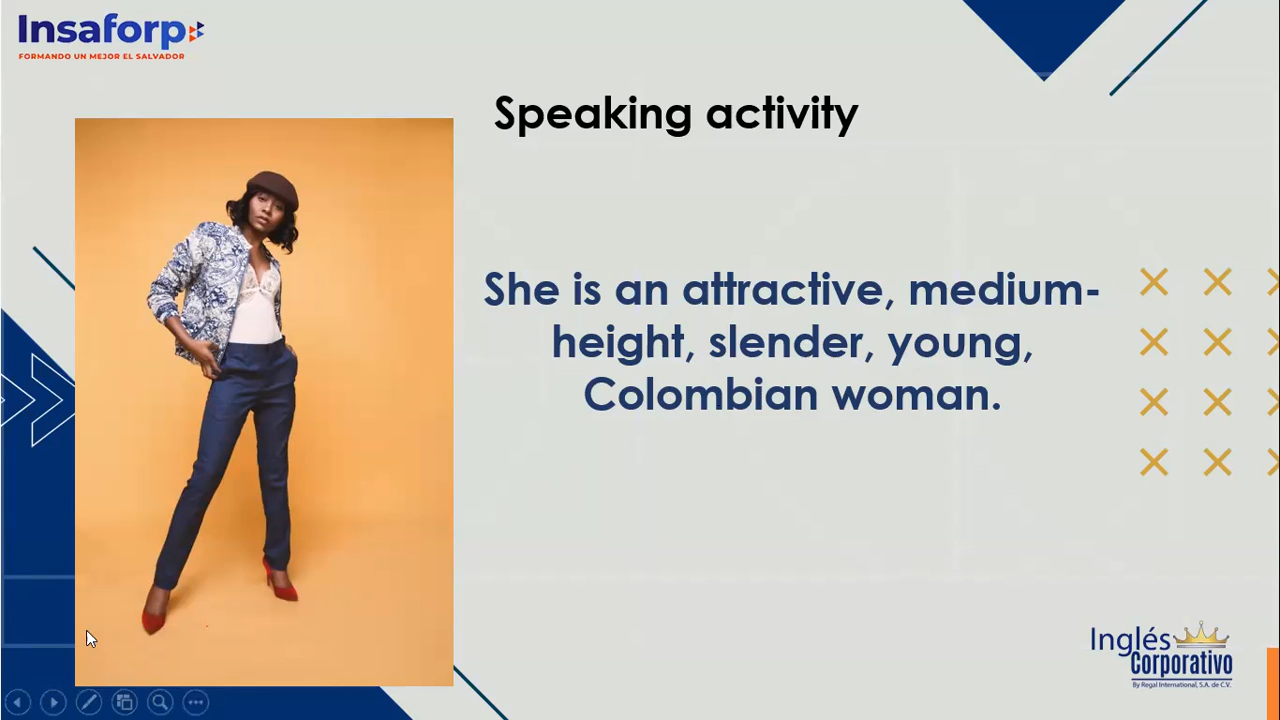 Insaforp
FORMANDO UN MEJOR EL SALVADOR
Speaking activity
She is an attractive, medium-
height, slender, young,
Colombian woman.
Inglés
Corporativo
By Regal International, S.A. de C.V.